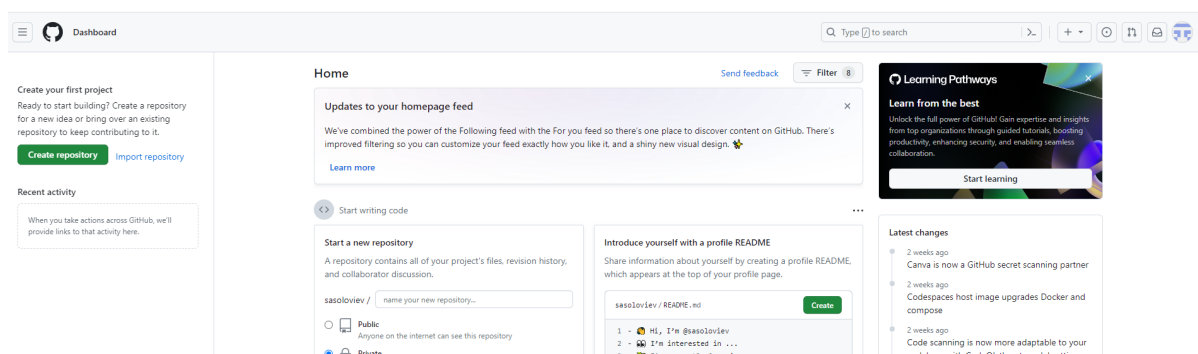 Dashboard
Type / to search
Create your first project
Ready to start building? Create a repository
for a new idea or bring over an existing
repository to keep contributing to it.
Create repository
Import repository
Recent activity
When you take actions across GitHub, we'll
provide links to that activity here.
Home
Send feedback
Filter 8
Updates to your homepage feed
We've combined the power of the Following feed with the For you feed so there's one place to discover content on GitHub. There's
improved filtering so you can customize your feed exactly how you like it, and a shiny new visual design.
Learn more
Start writing code
Start a new repository
A repository contains all of your project's files, revision history,
and collaborator discussion.
sasoloviev / name your new repository...
Public
Anyone on the internet can see this repository
Private
Introduce yourself with a profile README
Share information about yourself by creating a profile README,
which appears at the top of your profile page.
sasoloviev / README.md
Create
1 - 👋 Hi, I'm @sasoloviev
2 - 👀 I'm interested in ...
Learning Pathways
Learn from the best
Unlock the full power of GitHub! Gain expertise and insights
from top organizations through guided tutorials, boosting
productivity, enhancing security, and enabling seamless
collaboration.
Start learning
Latest changes
2 weeks ago
Canva is now a GitHub secret scanning partner
2 weeks ago
Codespaces host image upgrades Docker and
compose
2 weeks ago
Code scanning is now more adaptable to your